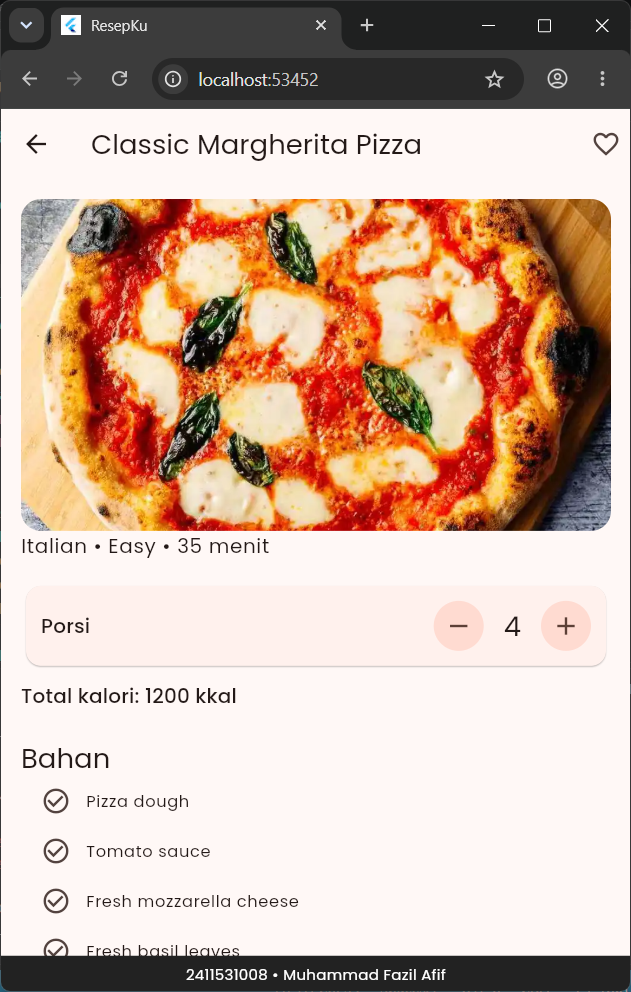 ResepKu
localhost:53452
Classic Margherita Pizza
Italian • Easy • 35 menit
Porsi
4
Total kalori: 1200 kkal
Bahan
Pizza dough
Tomato sauce
Fresh mozzarella cheese
Fresh basil leaves
2411531008 • Muhammad Fazil Afif